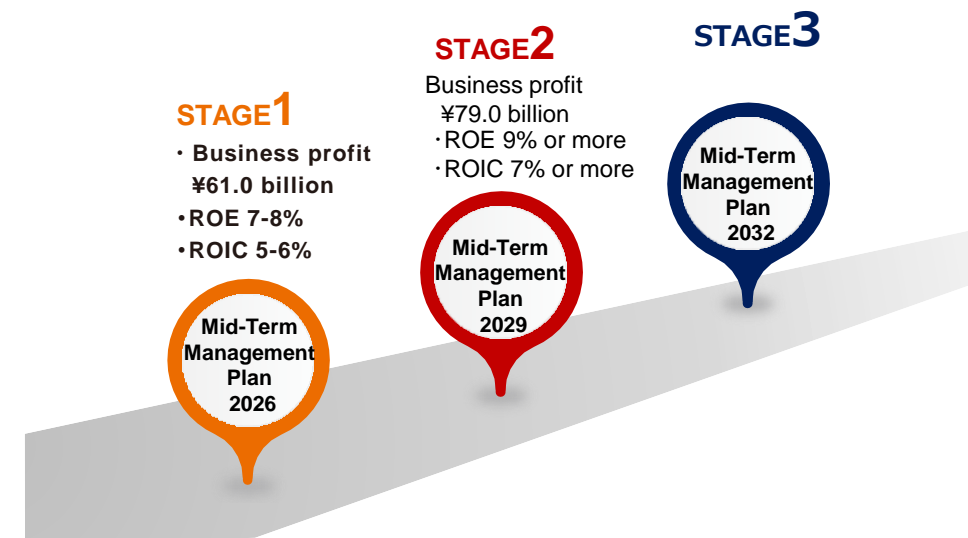 STAGE1
・Business profit
¥61.0 billion
・ROE 7-8%
・ROIC 5-6%
Mid-Term
Management
Plan
2026
STAGE2
Business profit
¥79.0 billion
・ROE 9% or more
・ROIC 7% or more
Mid-Term
Management
Plan
2029
STAGE3
Mid-Term
Management
Plan
2032